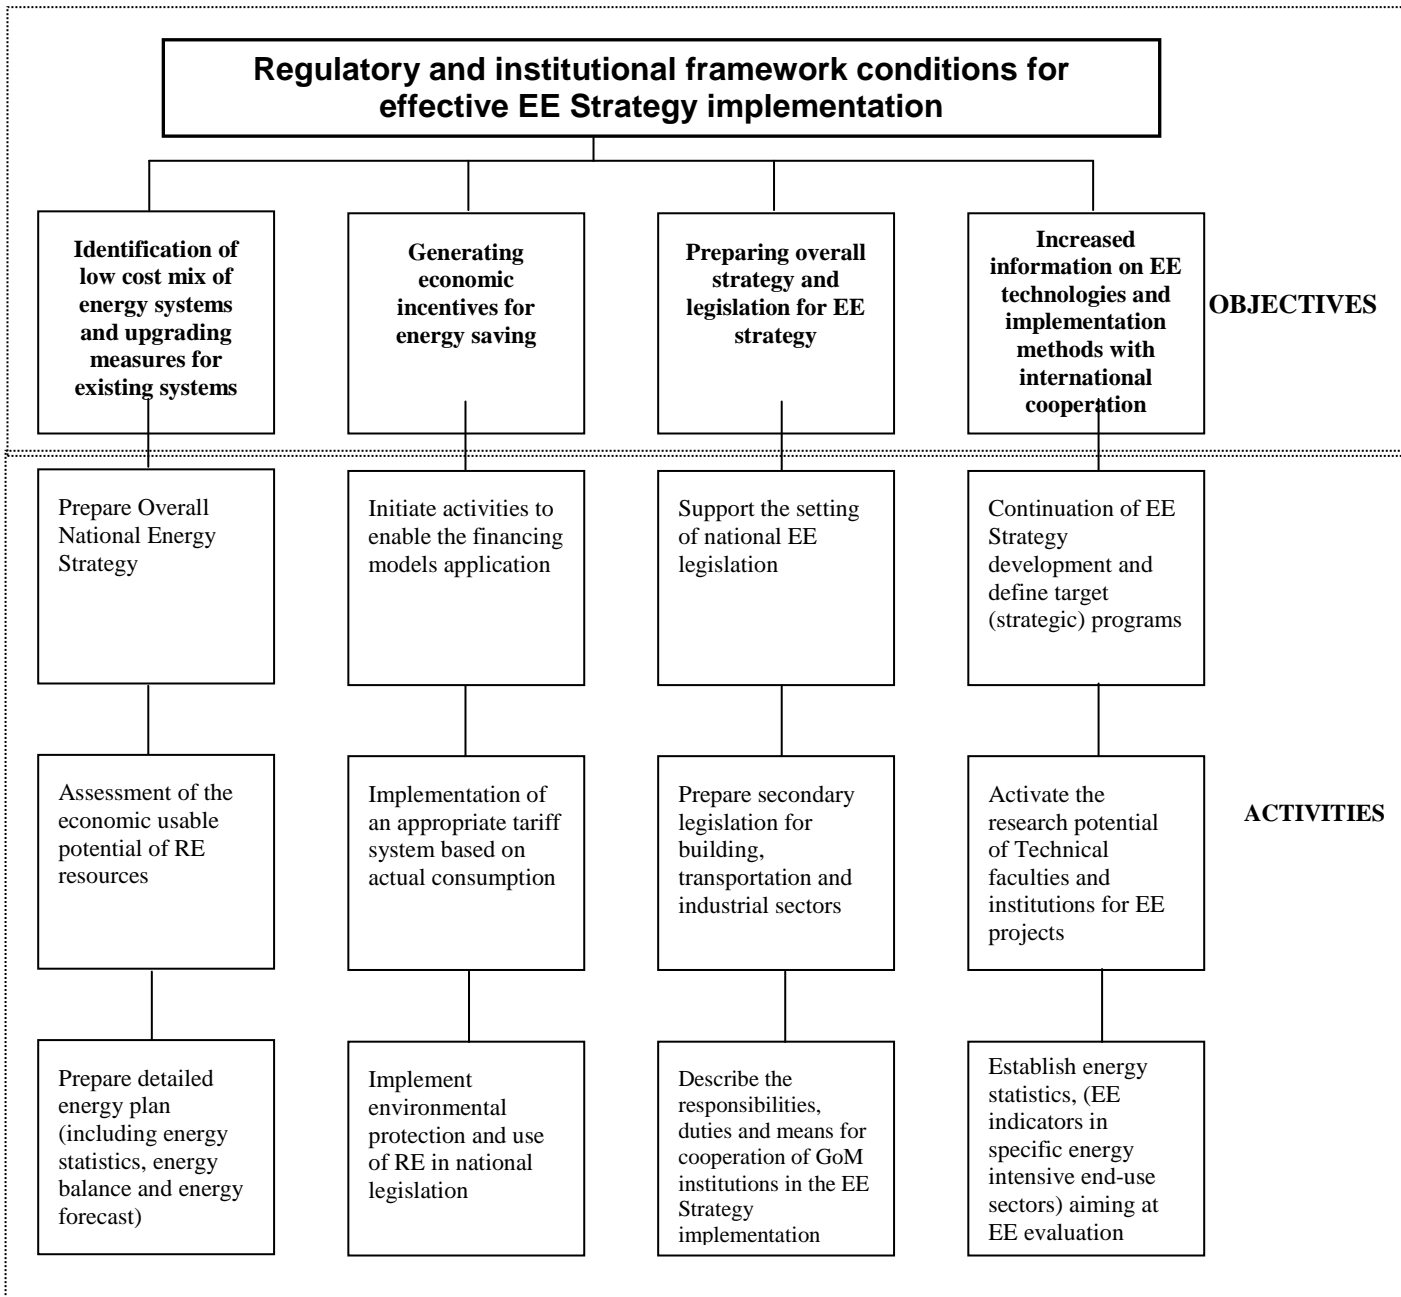 Regulatory and institutional framework conditions for
effective EE Strategy implementation
Identification of
low cost mix of
energy systems
and upgrading
measures for
existing systems
Generating
economic
incentives for
energy saving
Preparing overall
strategy and
legislation for EE
strategy
Increased
information on EE
technologies and
implementation
methods with
international
cooperation
OBJECTIVES
Prepare Overall
National Energy
Strategy
Initiate activities to
enable the financing
models application
Support the setting
of national EE
legislation
Continuation of EE
Strategy
development and
define target
(strategic) programs
Assessment of the
economic usable
potential of RE
resources
Implementation of
an appropriate tariff
system based on
actual consumption
Prepare secondary
legislation for
building,
transportation and
industrial sectors
Activate the
research potential
of Technical
faculties and
institutions for EE
projects
ACTIVITIES
Prepare detailed
energy plan
(including energy
statistics, energy
balance and energy
forecast)
Implement
environmental
protection and use
of RE in national
legislation
Describe the
responsibilities,
duties and means for
cooperation of GoM
institutions in the EE
Strategy
implementation
Establish energy
statistics, (EE
indicators in
specific energy
intensive end-use
sectors) aiming at
EE evaluation